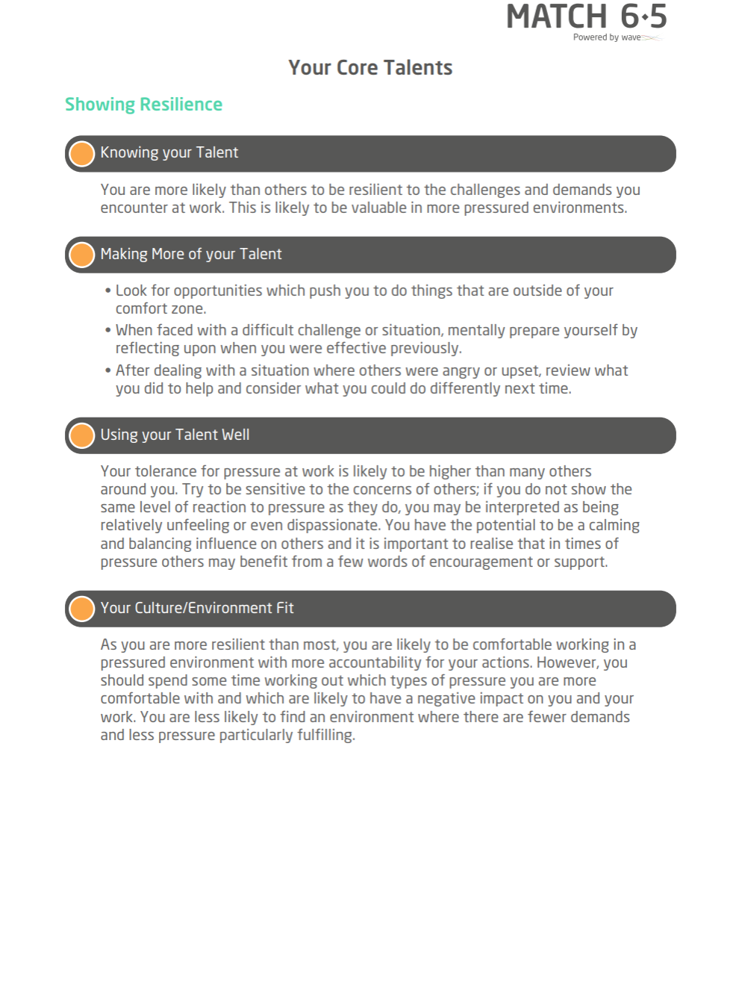 MATCH 6·5
Powered by wave
Your Core Talents
Showing Resilience
Knowing your Talent
You are more likely than others to be resilient to the challenges and demands you
encounter at work. This is likely to be valuable in more pressured environments.
Making More of your Talent
• Look for opportunities which push you to do things that are outside of your
comfort zone.
• When faced with a difficult challenge or situation, mentally prepare yourself by
reflecting upon when you were effective previously.
• After dealing with a situation where others were angry or upset, review what
you did to help and consider what you could do differently next time.
Using your Talent Well
Your tolerance for pressure at work is likely to be higher than many others
around you. Try to be sensitive to the concerns of others; if you do not show the
same level of reaction to pressure as they do, you may be interpreted as being
relatively unfeeling or even dispassionate. You have the potential to be a calming
and balancing influence on others and it is important to realise that in times of
pressure others may benefit from a few words of encouragement or support.
Your Culture/Environment Fit
As you are more resilient than most, you are likely to be comfortable working in a
pressured environment with more accountability for your actions. However, you
should spend some time working out which types of pressure you are more
comfortable with and which are likely to have a negative impact on you and your
work. You are less likely to find an environment where there are fewer demands
and less pressure particularly fulfilling.